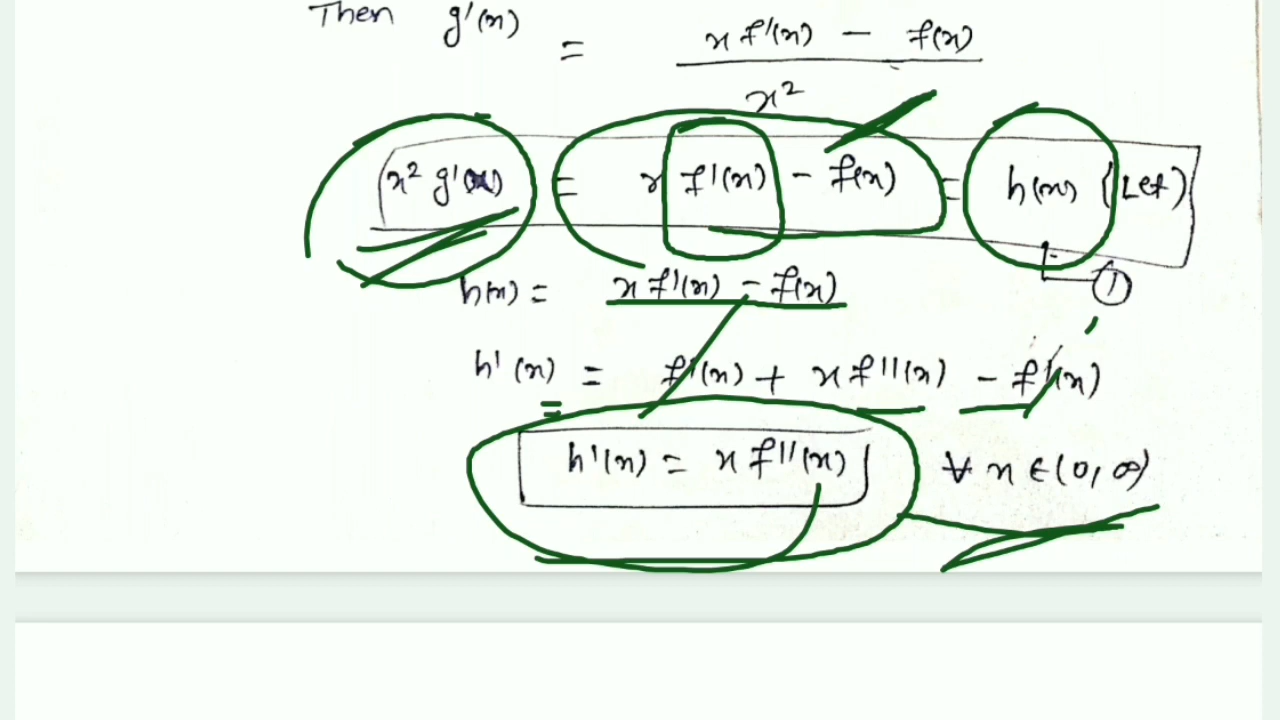 Then g'(x) = x f'(x) - f(x) / x²
x² g'(x) = x f'(x) - f(x) = h(x) {Let}
①
h(x) = x f'(x) - f(x)
h'(x) = f'(x) + x f''(x) - f'(x)
h'(x) = x f''(x) ∀ x ∈ (0, ∞)